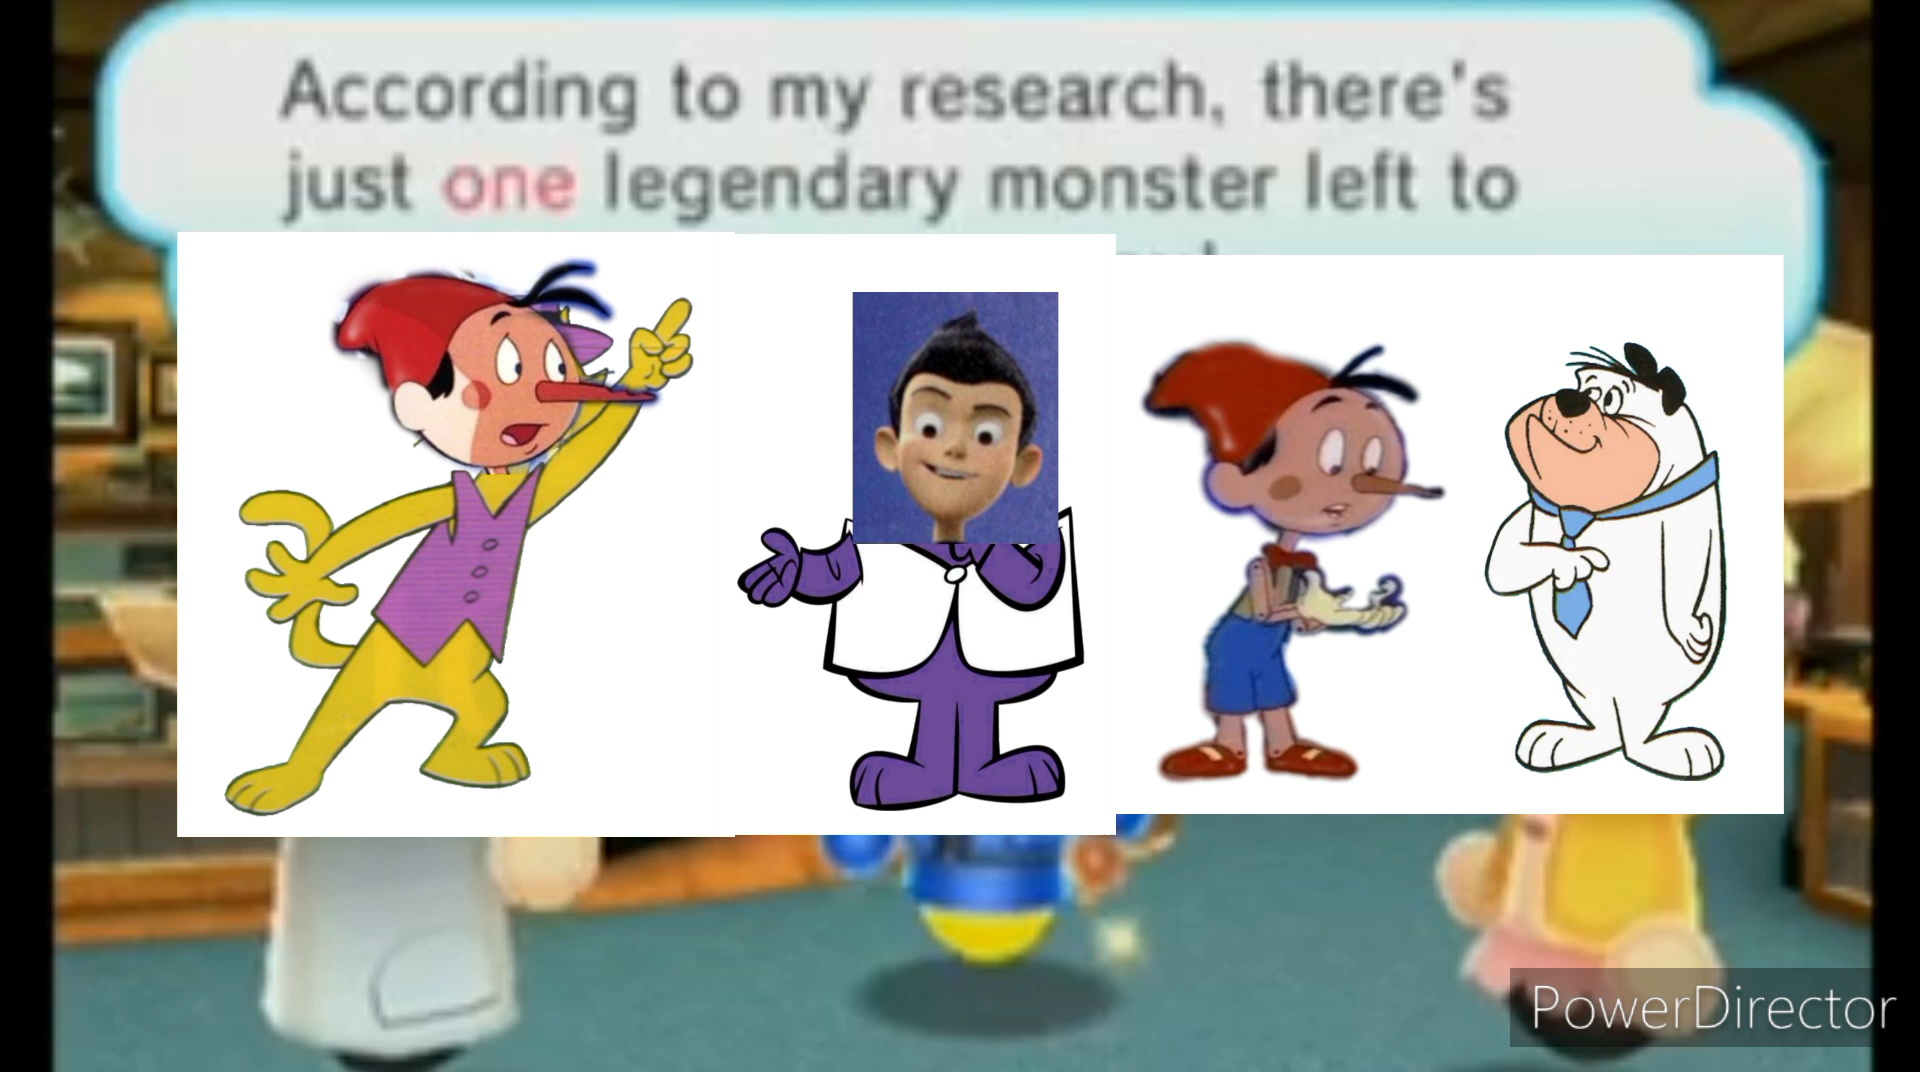 According to my research, there's
just one legendary monster left to
PowerDirector